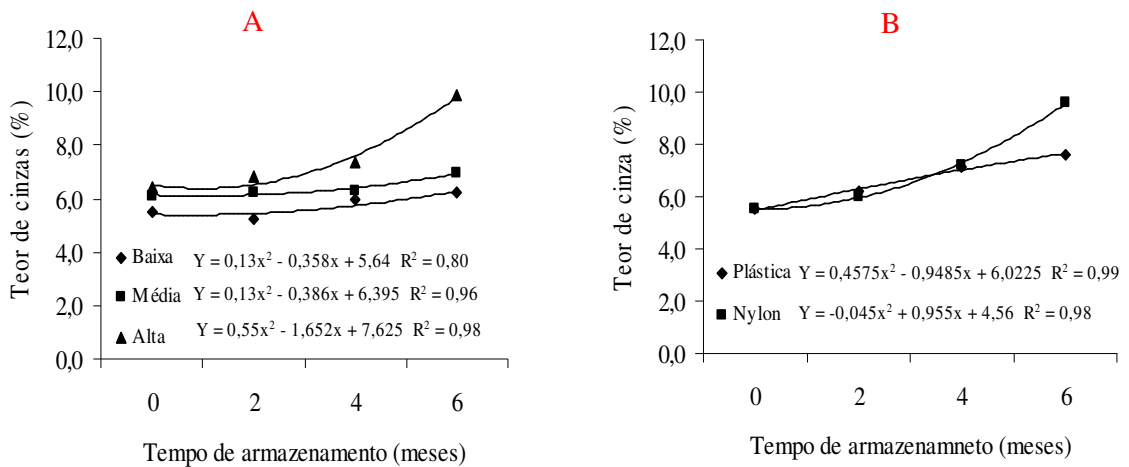 A
12,0
10,0
8,0
6,0
4,0
2,0
0,0
Teor de cinzas (%)
Baixa Y = 0,13x² - 0,358x + 5,64 R² = 0,80
Média Y = 0,13x² - 0,386x + 6,395 R² = 0,96
Alta Y = 0,55x² - 1,652x + 7,625 R² = 0,98
0 2 4 6
Tempo de armazenamento (meses)
B
12,0
10,0
8,0
6,0
4,0
2,0
0,0
Teor de cinza (%)
Plástica Y = 0,4575x² - 0,9485x + 6,0225 R² = 0,99
Nylon Y = -0,045x² + 0,955x + 4,56 R² = 0,98
0 2 4 6
Tempo de armazenamneto (meses)